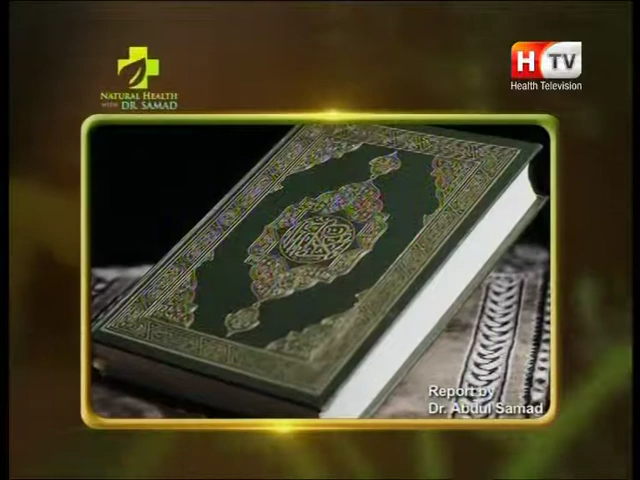 NATURAL HEALTH
WITH DR. SAMAD
H TV
Health Television
Report by
Dr. Abdul Samad